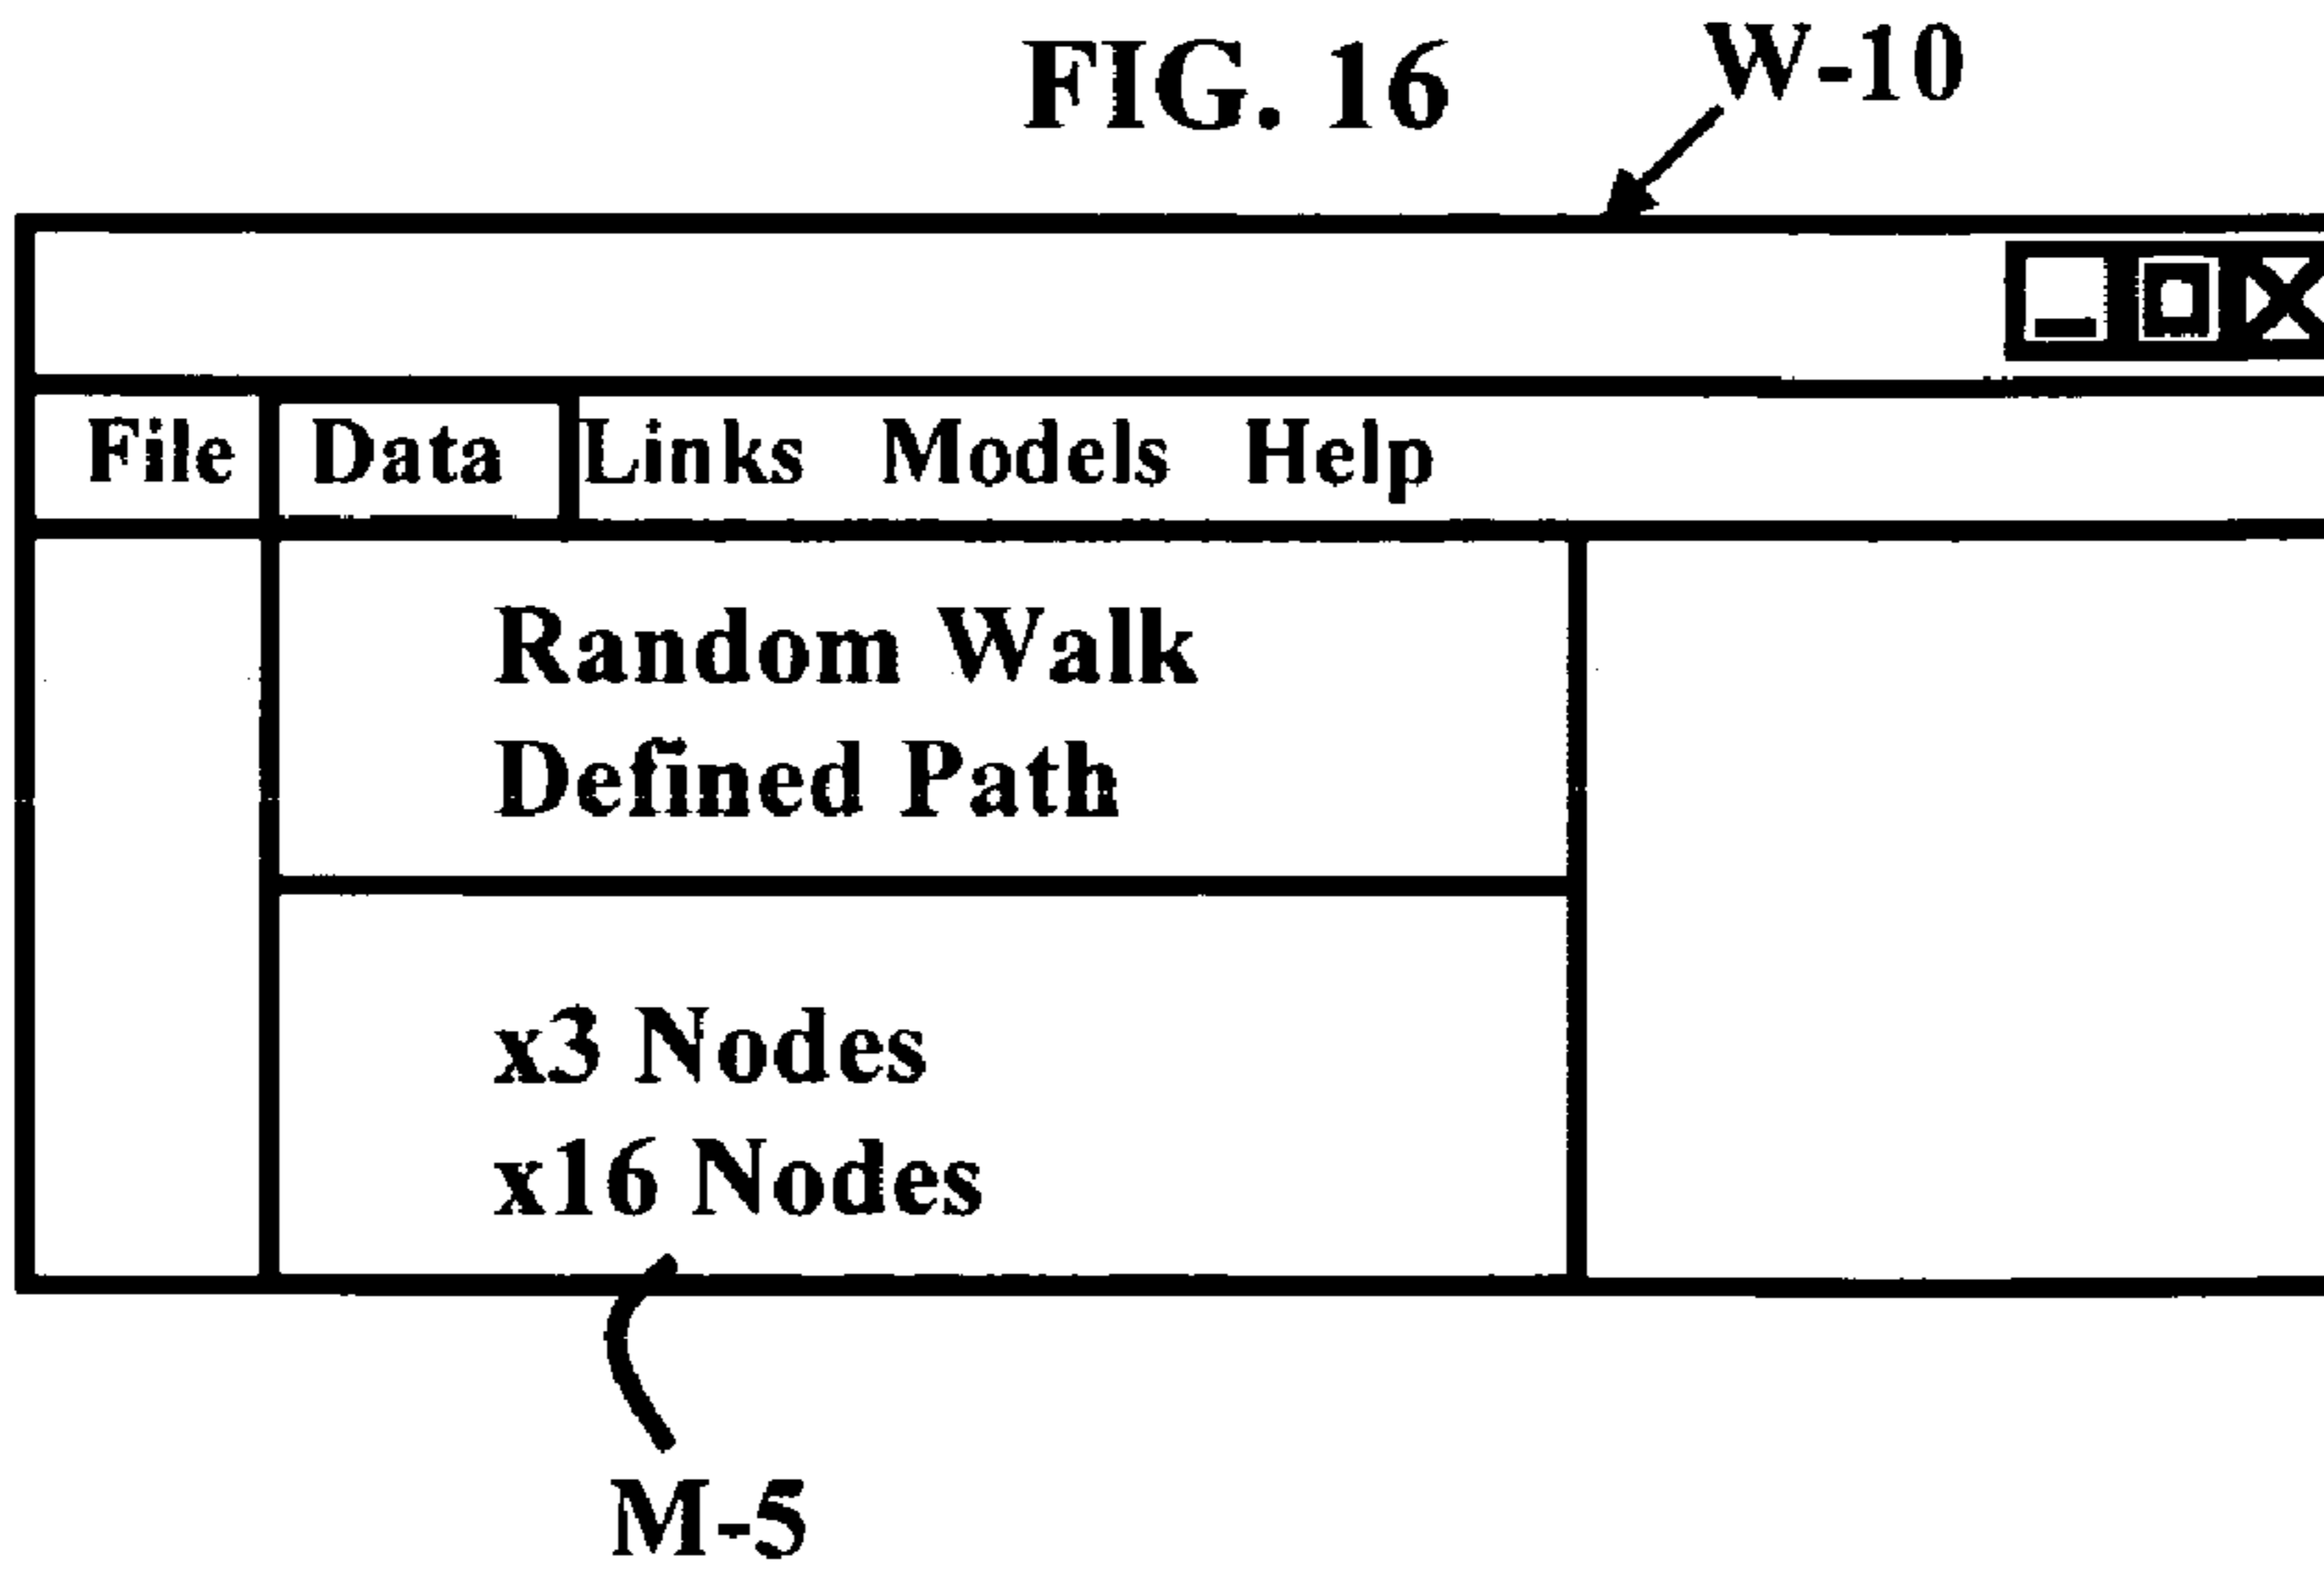 FIG. 16
W-10
File Data Links Models Help
Random Walk
Defined Path
x3 Nodes
x16 Nodes
M-5